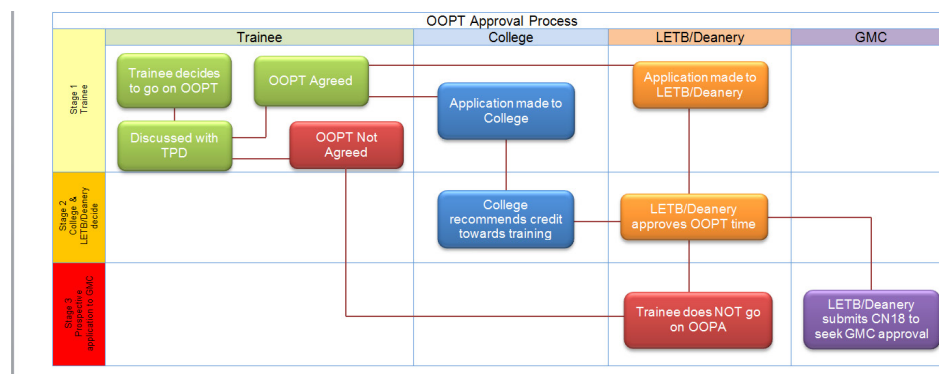 OOPT Approval Process
Trainee
College
LETB/Deanery
GMC
Stage 1
Trainee
Trainee decides
to go on OOPT
OOPT Agreed
Application made to
College
Application made to
LETB/Deanery
Discussed with
TPD
OOPT Not
Agreed
Stage 2
College &
LETB/Deanery
decide
College
recommends credit
towards training
LETB/Deanery
approves OOPT time
Stage 3
Prospective
application to GMC
Trainee does NOT go
on OOPA
LETB/Deanery
submits CN18 to
seek GMC approval